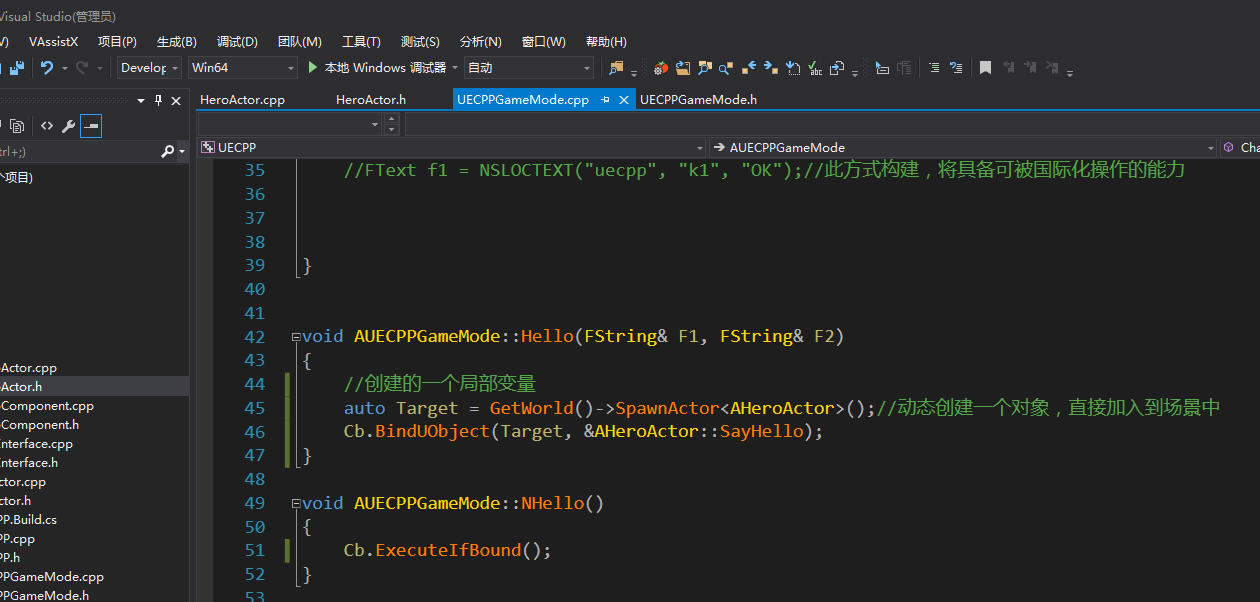 Visual Studio(管理员)
V) VAssistX 项目(P) 生成(B) 调试(D) 团队(M) 工具(T) 测试(S) 分析(N) 窗口(W) 帮助(H)
Develop Win64 本地 Windows 调试器 自动
HeroActor.cpp HeroActor.h UECPPGameMode.cpp UECPPGameMode.h
trl+;)
UECPP AUECPPGameMode Cha
个项目)
Actor.cpp
Actor.h
Component.cpp
Component.h
nterface.cpp
nterface.h
ctor.cpp
ctor.h
PP.Build.cs
PP.cpp
PP.h
PPGameMode.cpp
PPGameMode.h
35 //FText f1 = NSLOCTEXT("uecpp", "k1", "OK");//此方式构建，将具备可被国际化操作的能力
36
37
38
39 }
40
41
42 void AUECPPGameMode::Hello(FString& F1, FString& F2)
43 {
44 //创建的一个局部变量
45 auto Target = GetWorld()->SpawnActor<AHeroActor>();//动态创建一个对象，直接加入到场景中
46 Cb.BindUObject(Target, &AHeroActor::SayHello);
47 }
48
49 void AUECPPGameMode::NHello()
50 {
51 Cb.ExecuteIfBound();
52 }
53